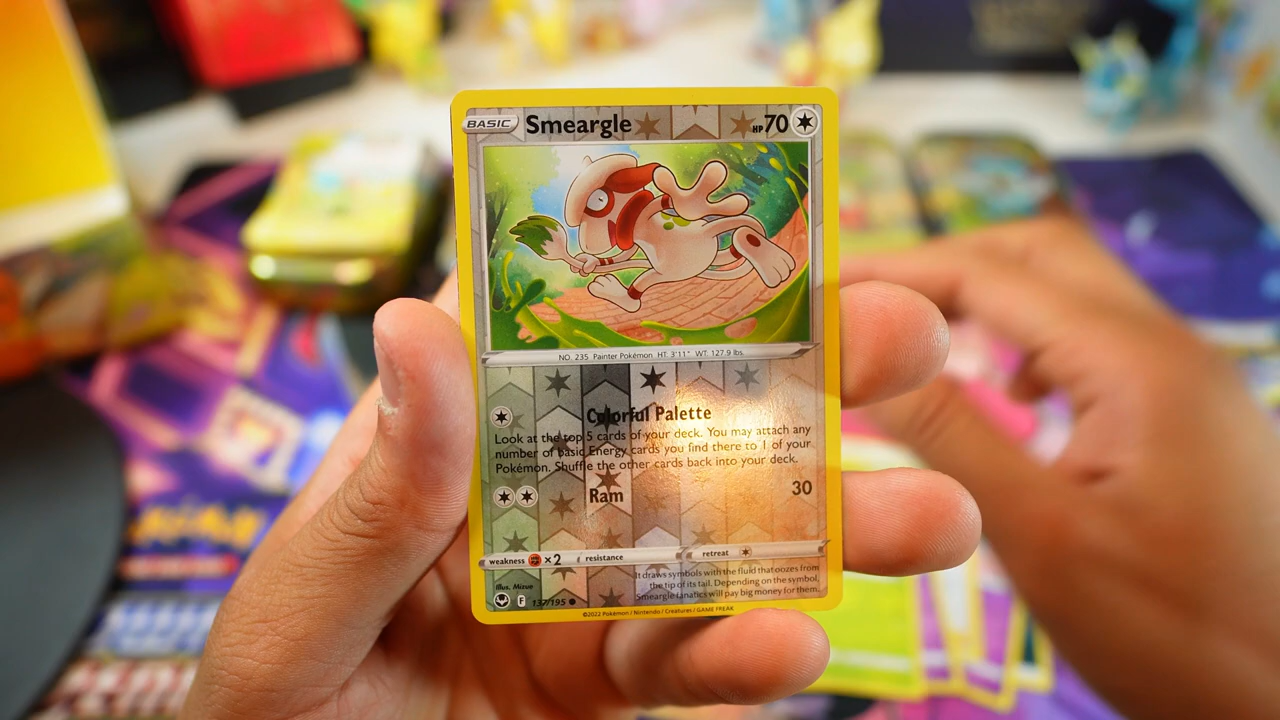 BASIC Smeargle HP 70
NO. 235 Painter Pokémon HT: 3'11" WT: 127.9 lbs.
Colorful Palette
Look at the top 5 cards of your deck. You may attach any
number of basic Energy cards you find there to 1 of your
Pokémon. Shuffle the other cards back into your deck.
Ram 30
weakness ×2 resistance retreat
It draws symbols with the fluid that oozes from
the tip of its tail. Depending on the symbol,
Smeargle fanatics will pay big money for them.
Illus. Mizue
F 137/195
©2022 Pokémon / Nintendo / Creatures / GAME FREAK